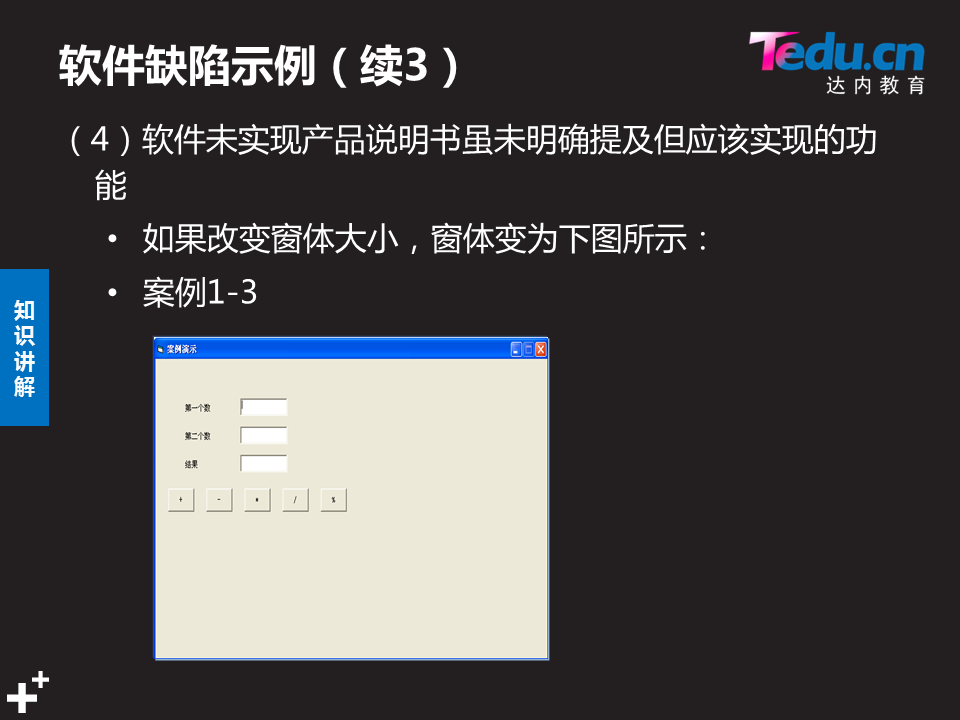 软件缺陷示例（续3）
Tedu.cn
达内教育
（4）软件未实现产品说明书虽未明确提及但应该实现的功
能
• 如果改变窗体大小，窗体变为下图所示：
• 案例1-3
知识讲解
案例演示
第一个数
第二个数
结果
+ - * / %